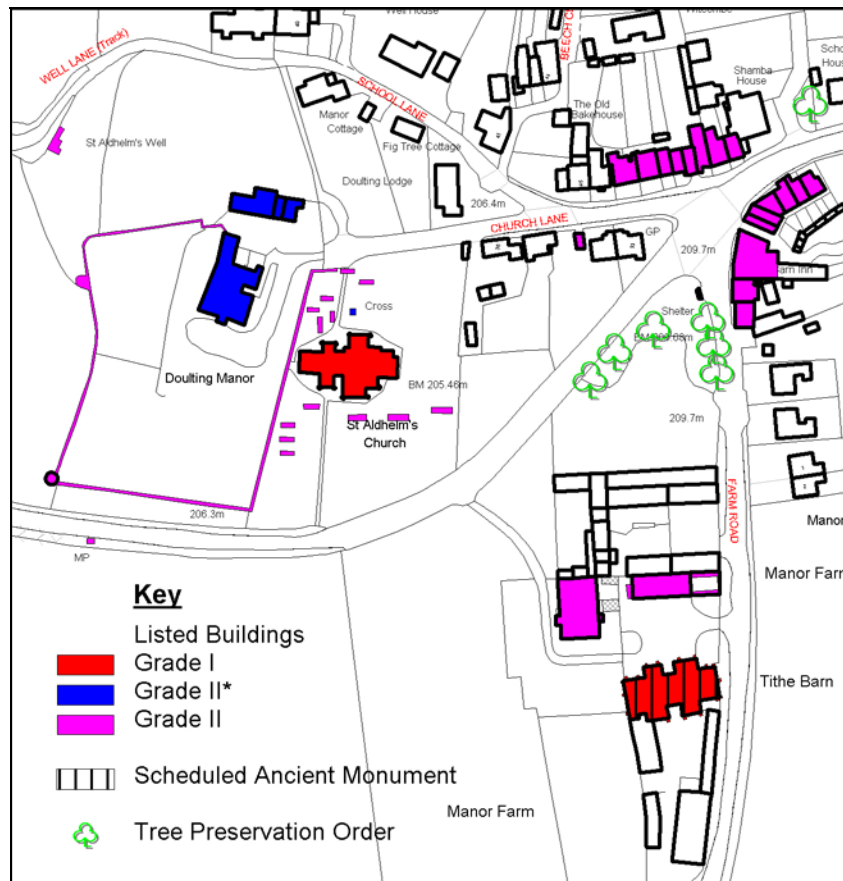 Well House
BEECH
WELL LANE (Track)
SCHOOL LANE
Shamba
House
The Old
Bakehouse
Manor
Cottage
Fig Tree Cottage
St Aldhelm's Well
Doulting Lodge
206.4m
CHURCH LANE
GP
209.7m
Inn
Cross
Shelter
Doulting Manor
BM 205.46m
St Aldhelm's
Church
209.7m
206.3m
FARM ROAD
MP
Manor
Manor Farm
Key
Listed Buildings
Grade I
Grade II*
Grade II
Tithe Barn
Scheduled Ancient Monument
Manor Farm
Tree Preservation Order